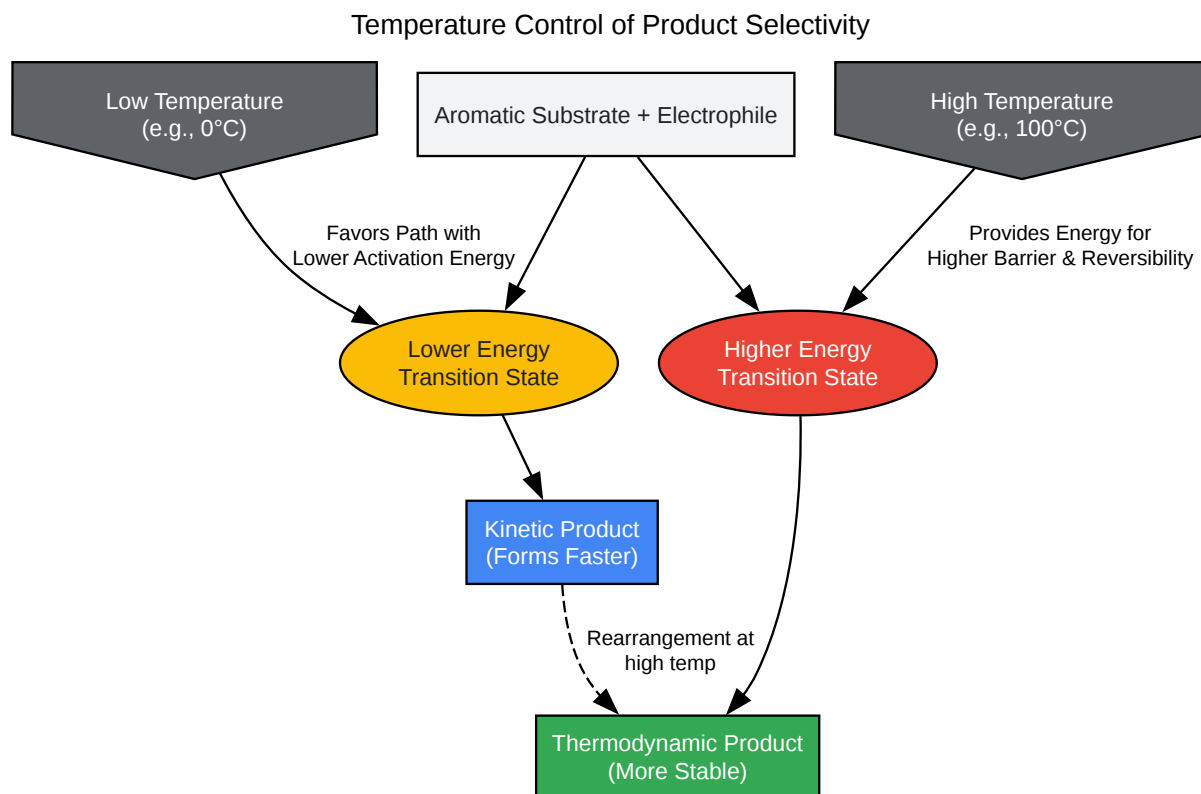 Temperature Control of Product Selectivity
Low Temperature
(e.g., 0°C)
Aromatic Substrate + Electrophile
High Temperature
(e.g., 100°C)
Favors Path with
Lower Activation Energy
Provides Energy for
Higher Barrier & Reversibility
Lower Energy
Transition State
Higher Energy
Transition State
Kinetic Product
(Forms Faster)
Rearrangement at
high temp
Thermodynamic Product
(More Stable)